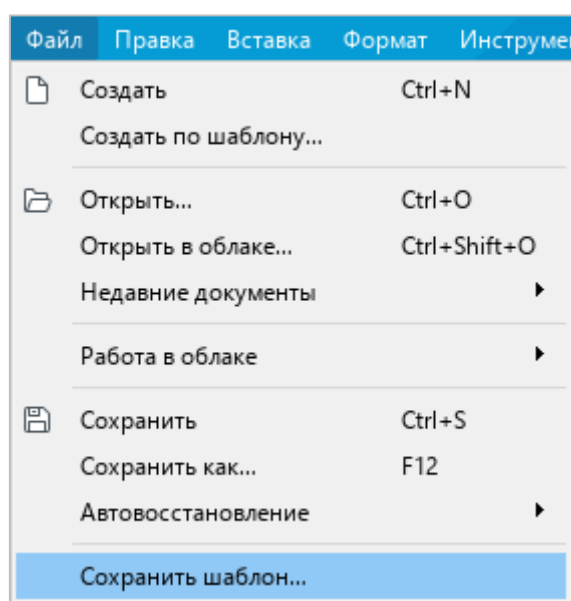 Файл Правка Вставка Формат
Создать Ctrl+N
Создать по шаблону...
Открыть... Ctrl+O
Открыть в облаке... Ctrl+Shift+O
Недавние документы
Работа в облаке
Сохранить Ctrl+S
Сохранить как... F12
Автовосстановление
Сохранить шаблон...